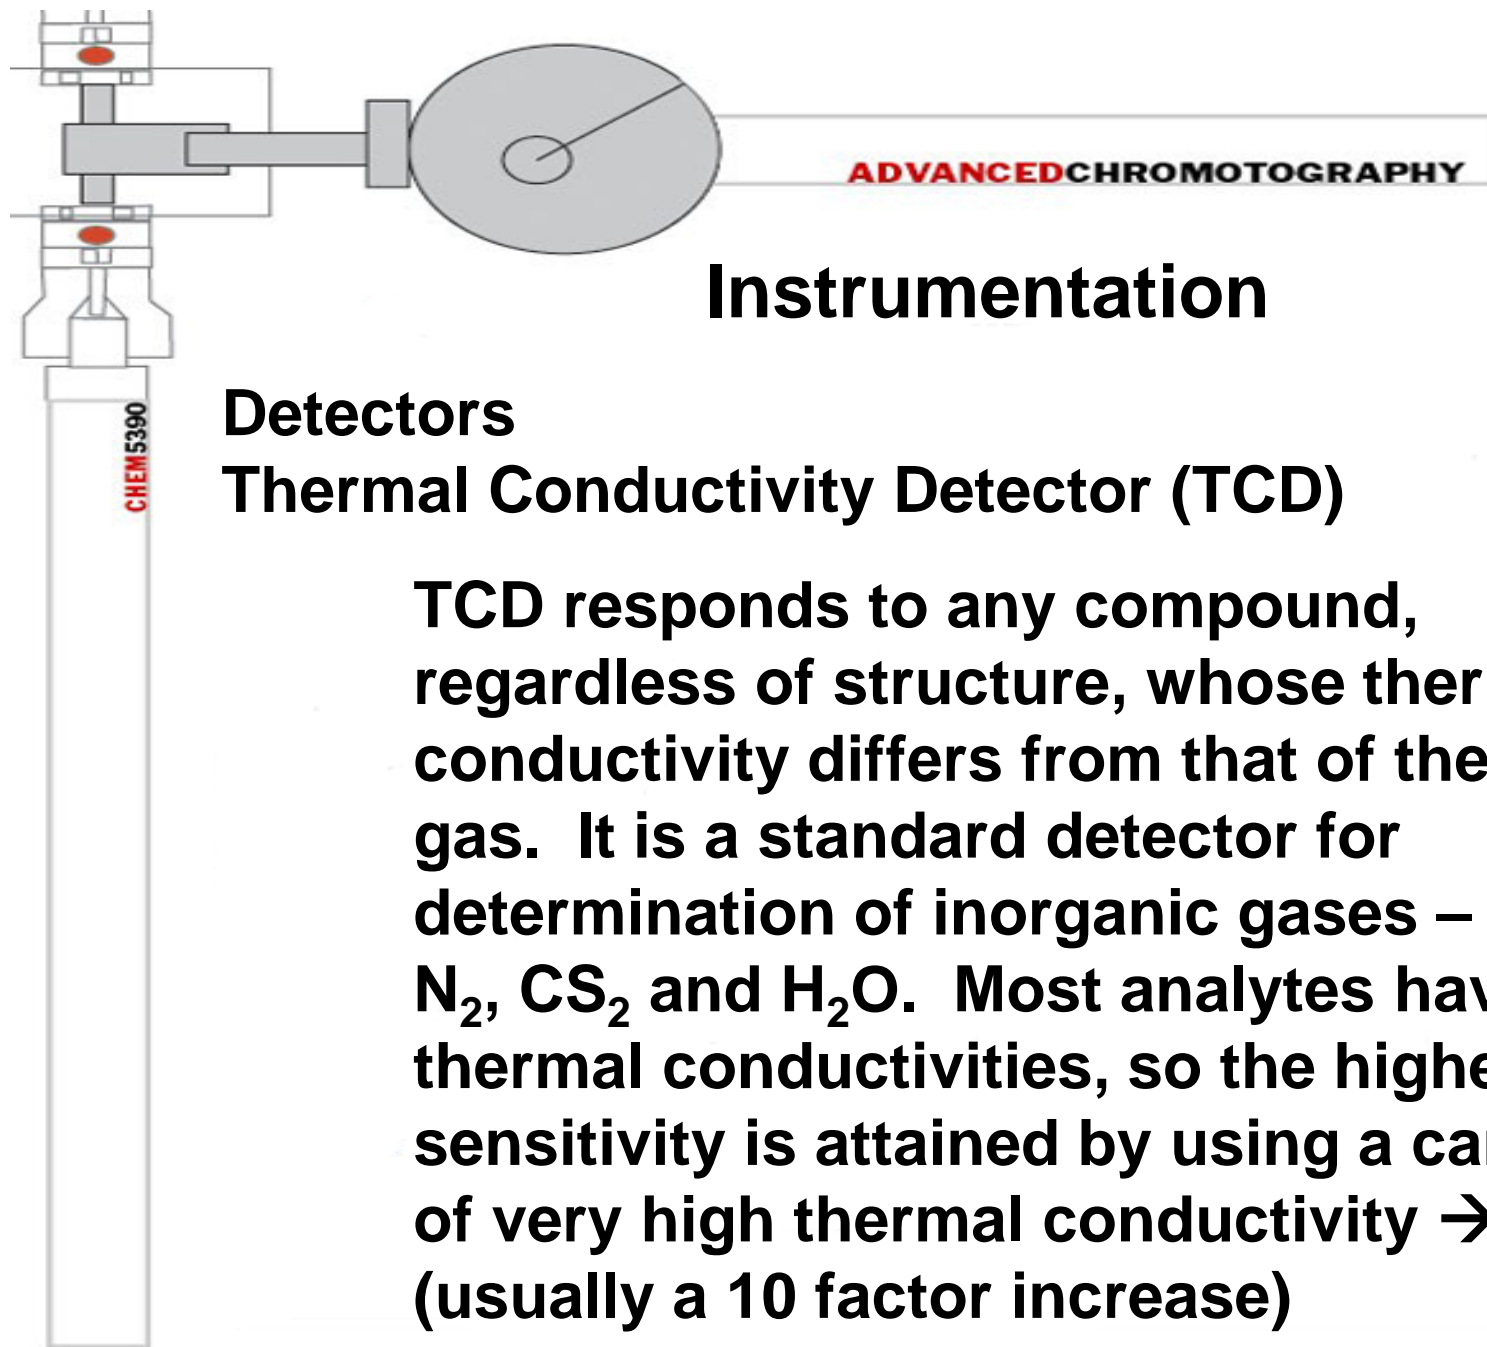 ADVANCEDCHROMOTOGRAPHY
Instrumentation
CHEM5390
Detectors
Thermal Conductivity Detector (TCD)
TCD responds to any compound,
regardless of structure, whose ther
conductivity differs from that of the
gas. It is a standard detector for
determination of inorganic gases –
N₂, CS₂ and H₂O. Most analytes hav
thermal conductivities, so the highe
sensitivity is attained by using a ca
of very high thermal conductivity →
(usually a 10 factor increase)